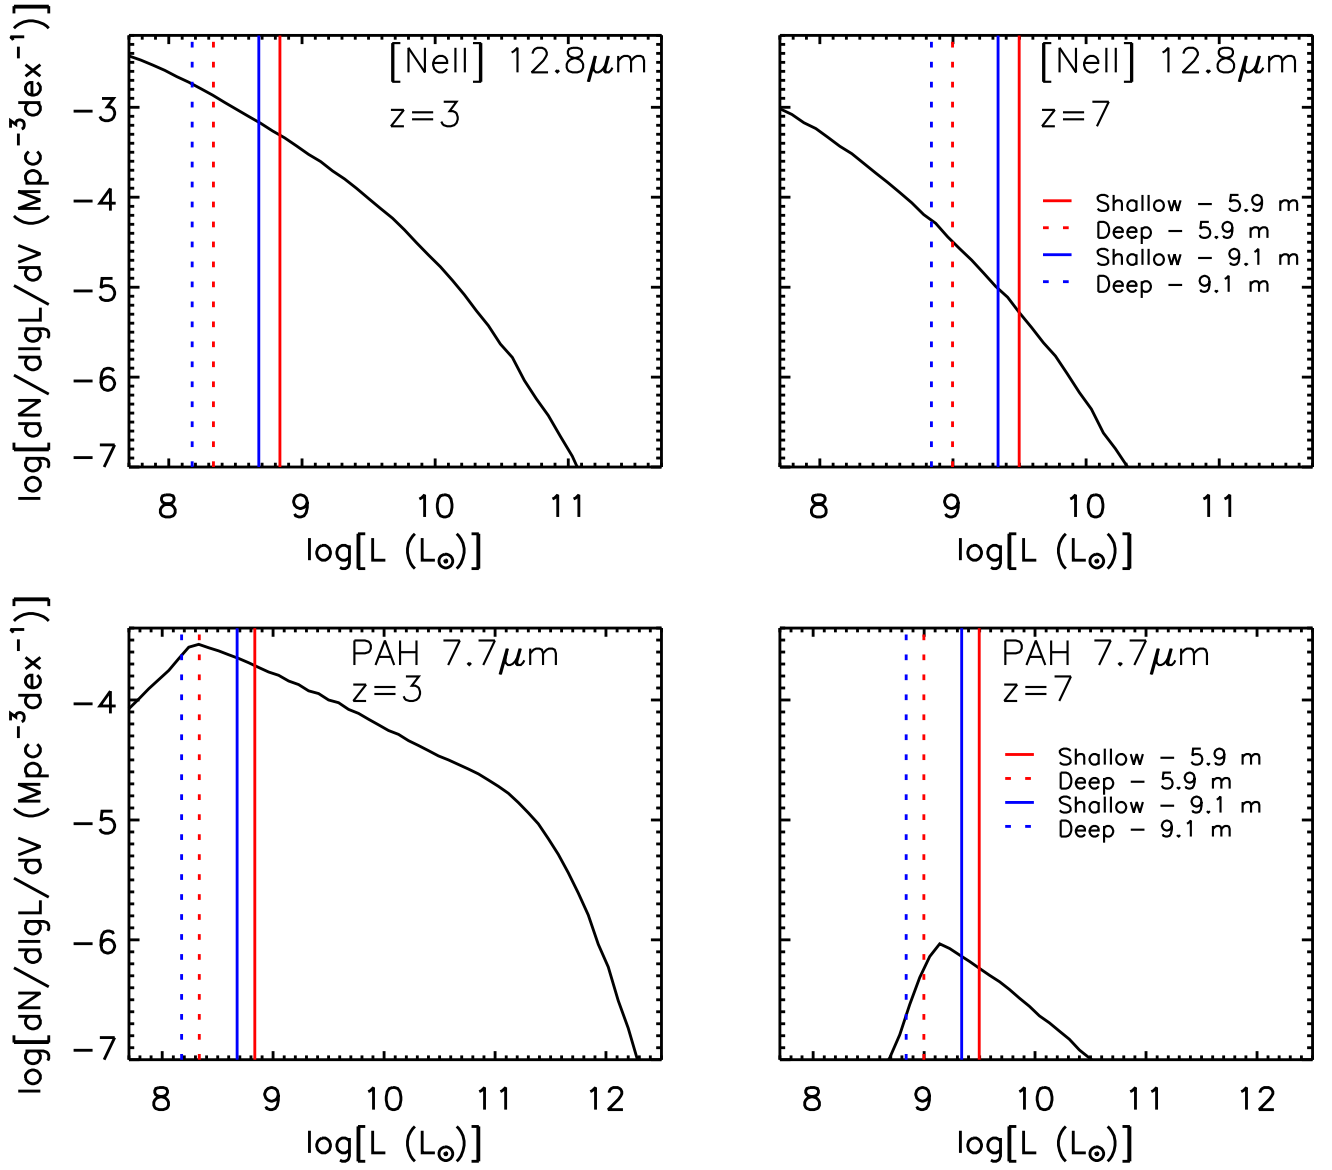 [NeII] 12.8μm
z=3
log[dN/dlgL/dV (Mpc⁻³dex⁻¹)]
−3
−4
−5
−6
−7
8 9 10 11
log[L (L⊙)]
[NeII] 12.8μm
z=7
Shallow − 5.9 m
Deep − 5.9 m
Shallow − 9.1 m
Deep − 9.1 m
8 9 10 11
log[L (L⊙)]
PAH 7.7μm
z=3
log[dN/dlgL/dV (Mpc⁻³dex⁻¹)]
−4
−5
−6
−7
8 9 10 11 12
log[L (L⊙)]
PAH 7.7μm
z=7
Shallow − 5.9 m
Deep − 5.9 m
Shallow − 9.1 m
Deep − 9.1 m
8 9 10 11 12
log[L (L⊙)]